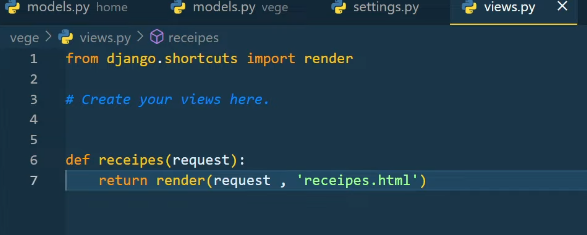 models.py home models.py vege settings.py views.py X
vege > views.py > receipes
1 from django.shortcuts import render
2
3 # Create your views here.
4
5
6 def receipes(request):
7 return render(request , 'receipes.html')